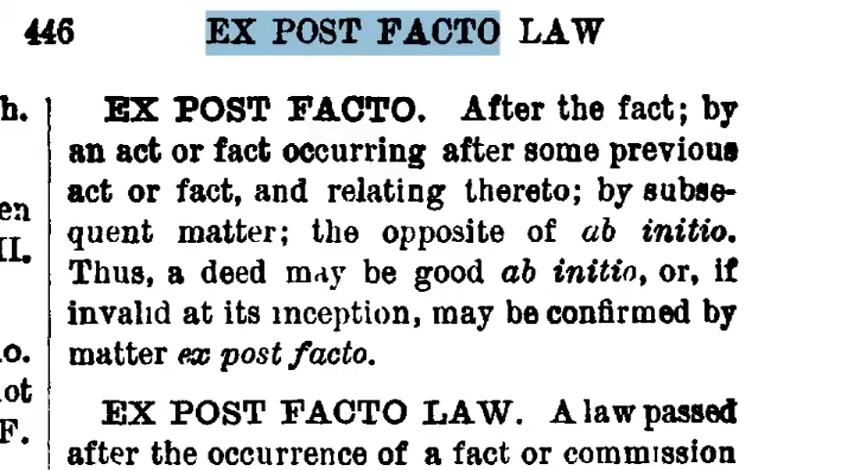 446 EX POST FACTO LAW
h.
en
II.
o.
ot
F.
EX POST FACTO. After the fact; by
an act or fact occurring after some previous
act or fact, and relating thereto; by subse-
quent matter; the opposite of ab initio.
Thus, a deed may be good ab initio, or, if
invalid at its inception, may be confirmed by
matter ex post facto.
EX POST FACTO LAW. A law passed
after the occurrence of a fact or commission